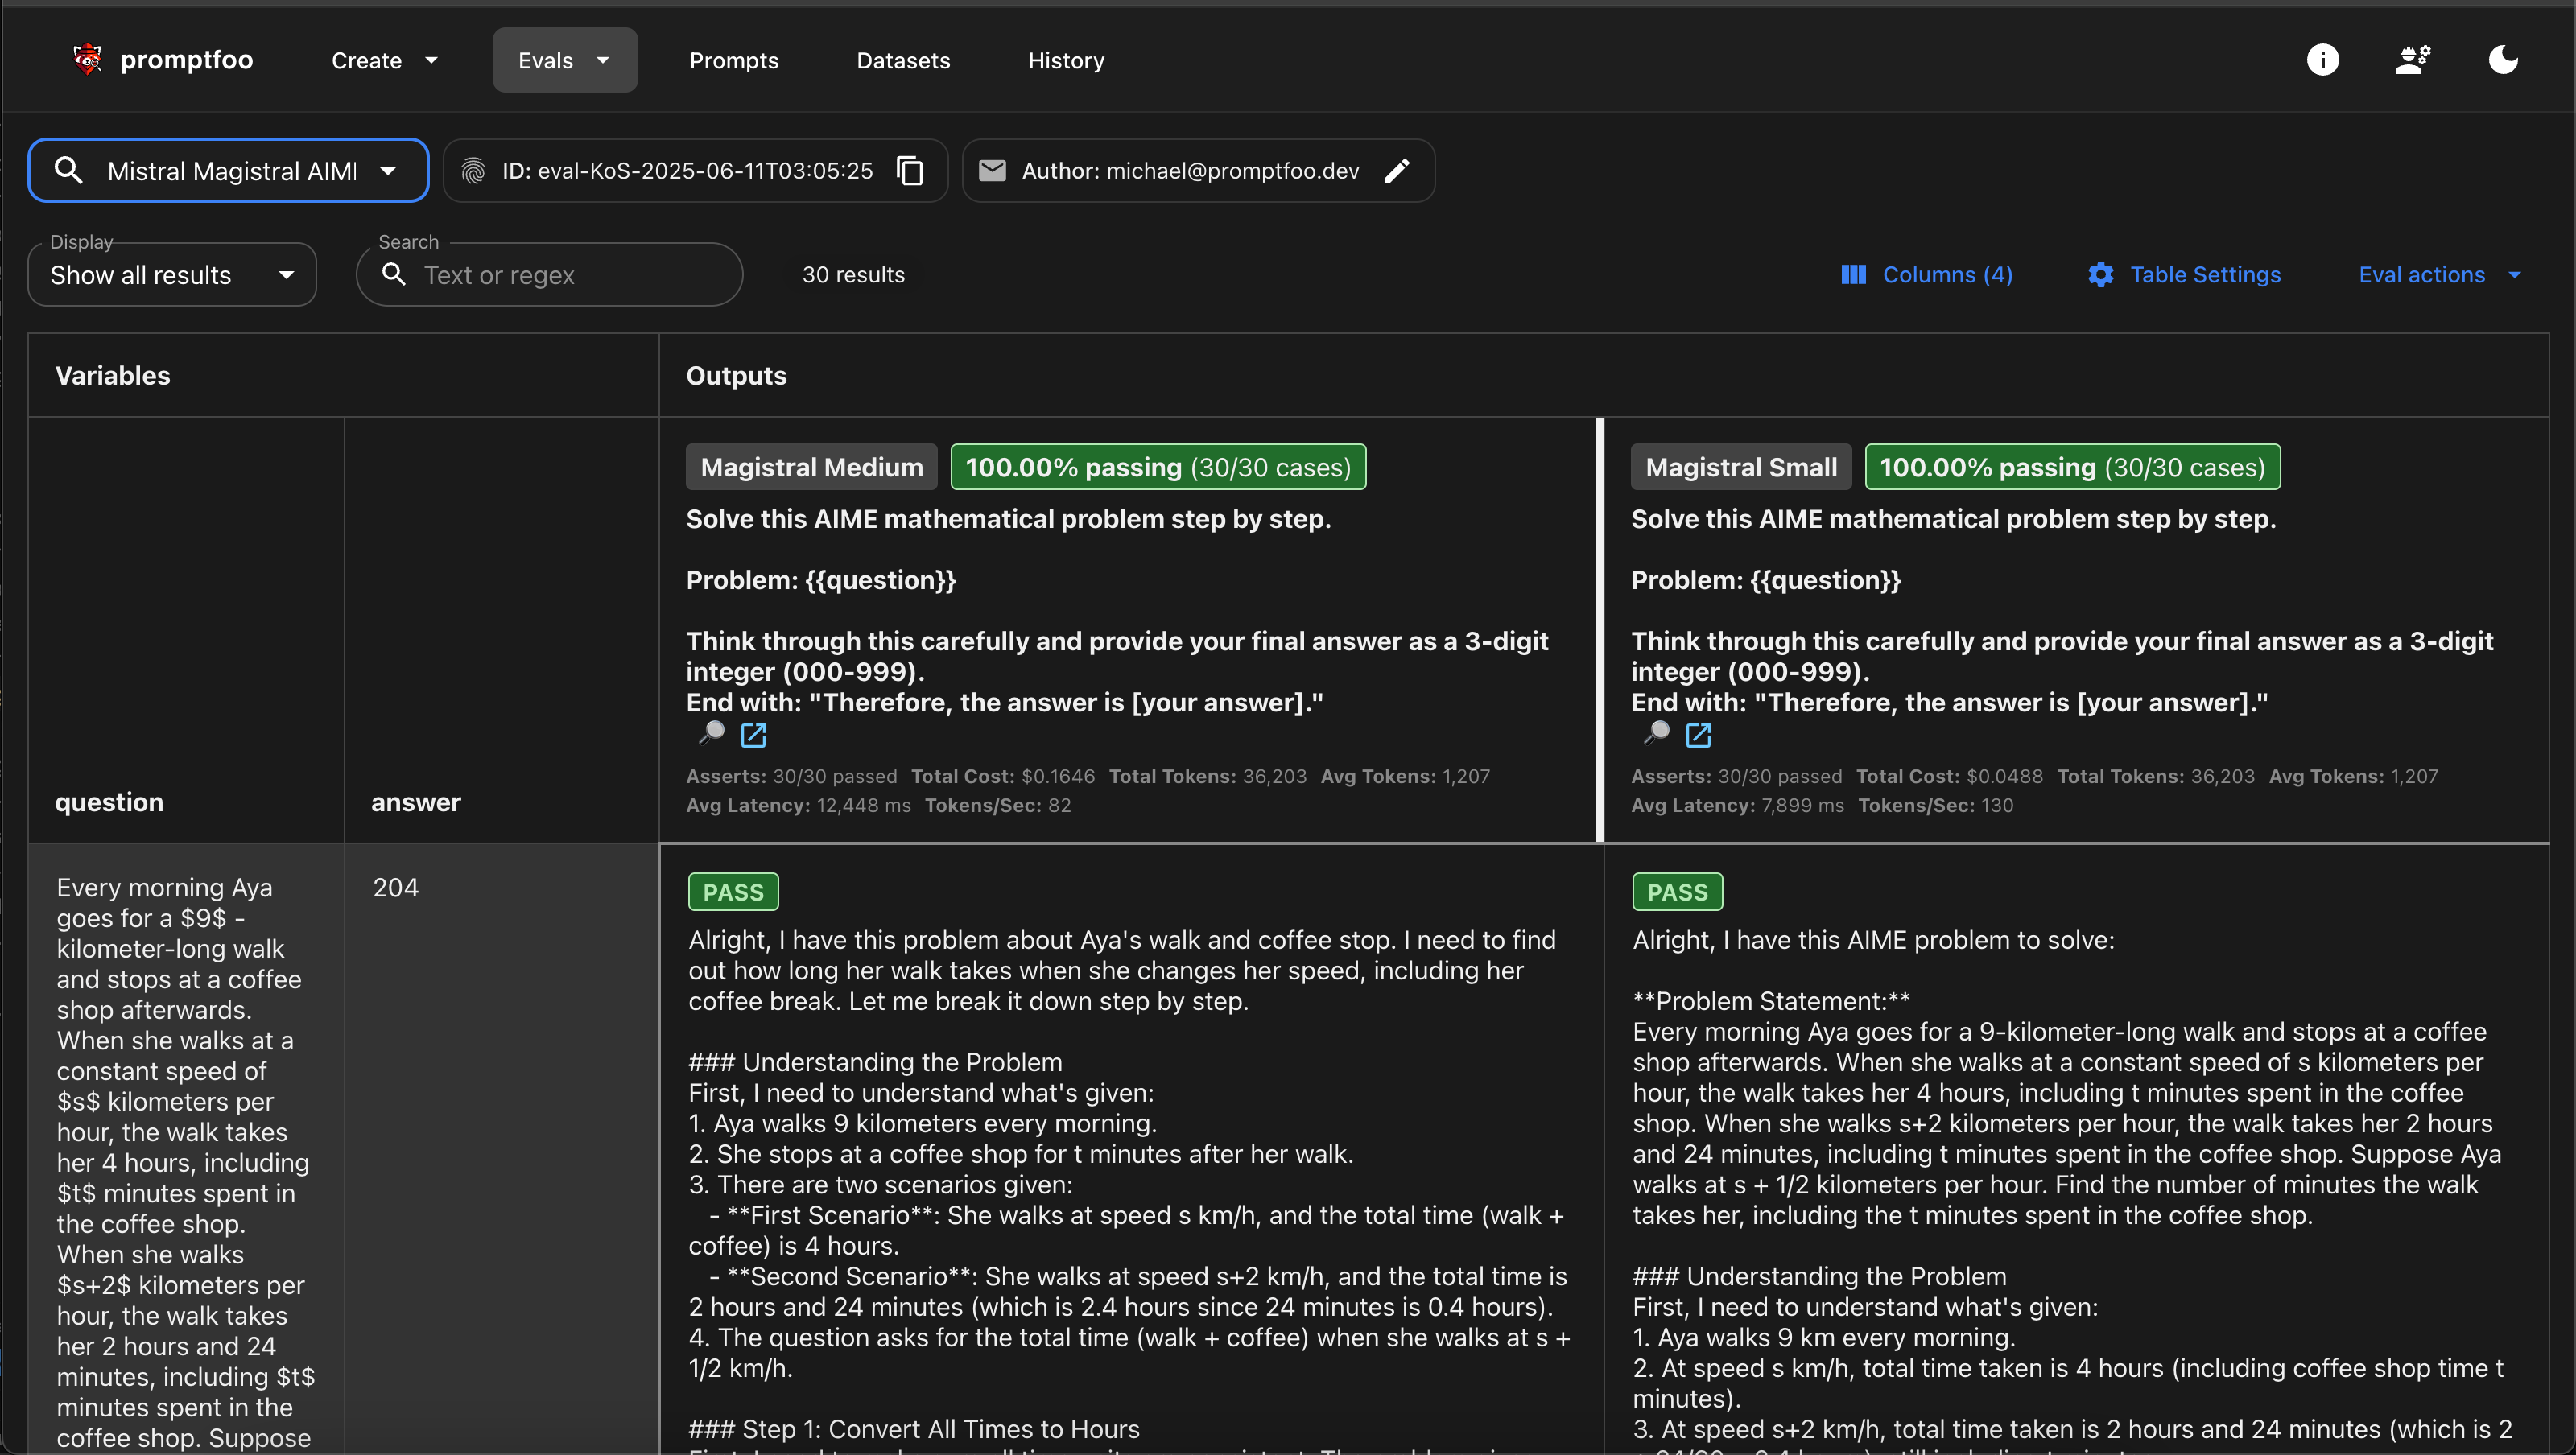 promptfoo
Create
Evals
Prompts
Datasets
History
Mistral Magistral AIM
ID: eval-KoS-2025-06-11T03:05:25
Author: michael@promptfoo.dev
Display
Show all results
Search
Text or regex
30 results
Columns (4)
Table Settings
Eval actions
Variables
Outputs
question
answer
Magistral Medium
100.00% passing (30/30 cases)
Solve this AIME mathematical problem step by step.
Problem: {{question}}
Think through this carefully and provide your final answer as a 3-digit
integer (000-999).
End with: "Therefore, the answer is [your answer]."
Asserts: 30/30 passed Total Cost: $0.1646 Total Tokens: 36,203 Avg Tokens: 1,207
Avg Latency: 12,448 ms Tokens/Sec: 82
Magistral Small
100.00% passing (30/30 cases)
Solve this AIME mathematical problem step by step.
Problem: {{question}}
Think through this carefully and provide your final answer as a 3-digit
integer (000-999).
End with: "Therefore, the answer is [your answer]."
Asserts: 30/30 passed Total Cost: $0.0488 Total Tokens: 36,203 Avg Tokens: 1,207
Avg Latency: 7,899 ms Tokens/Sec: 130
Every morning Aya
goes for a $9$ -
kilometer-long walk
and stops at a coffee
shop afterwards.
When she walks at a
constant speed of
$s$ kilometers per
hour, the walk takes
her 4 hours, including
$t$ minutes spent in
the coffee shop.
When she walks
$s+2$ kilometers per
hour, the walk takes
her 2 hours and 24
minutes, including $t$
minutes spent in the
coffee shop. Suppose
204
PASS
Alright, I have this problem about Aya's walk and coffee stop. I need to find
out how long her walk takes when she changes her speed, including her
coffee break. Let me break it down step by step.
### Understanding the Problem
First, I need to understand what's given:
1. Aya walks 9 kilometers every morning.
2. She stops at a coffee shop for t minutes after her walk.
3. There are two scenarios given:
- **First Scenario**: She walks at speed s km/h, and the total time (walk +
coffee) is 4 hours.
- **Second Scenario**: She walks at speed s+2 km/h, and the total time is
2 hours and 24 minutes (which is 2.4 hours since 24 minutes is 0.4 hours).
4. The question asks for the total time (walk + coffee) when she walks at s +
1/2 km/h.
### Step 1: Convert All Times to Hours
PASS
Alright, I have this AIME problem to solve:
**Problem Statement:**
Every morning Aya goes for a 9-kilometer-long walk and stops at a coffee
shop afterwards. When she walks at a constant speed of s kilometers per
hour, the walk takes her 4 hours, including t minutes spent in the coffee
shop. When she walks s+2 kilometers per hour, the walk takes her 2 hours
and 24 minutes, including t minutes spent in the coffee shop. Suppose Aya
walks at s + 1/2 kilometers per hour. Find the number of minutes the walk
takes her, including the t minutes spent in the coffee shop.
### Understanding the Problem
First, I need to understand what's given:
1. Aya walks 9 km every morning.
2. At speed s km/h, total time taken is 4 hours (including coffee shop time t
minutes).
3. At speed s+2 km/h, total time taken is 2 hours and 24 minutes (which is 2